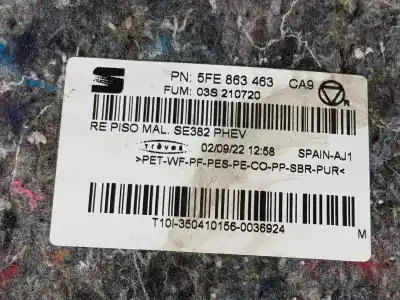 PN: 5FE 863 463 CA9
FUM: 03S 210720
R
RE PISO MAL. SE382 PHEV
trèves 02/09/22 12:58 SPAIN-AJ1
>PET-WF-PF-PES-PE-CO-PP-SBR-PUR<
T10I-350410156-0036924 M